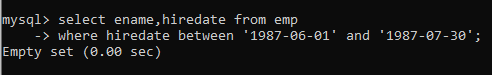 mysql> select ename,hiredate from emp
    -> where hiredate between '1987-06-01' and '1987-07-30';
Empty set (0.00 sec)